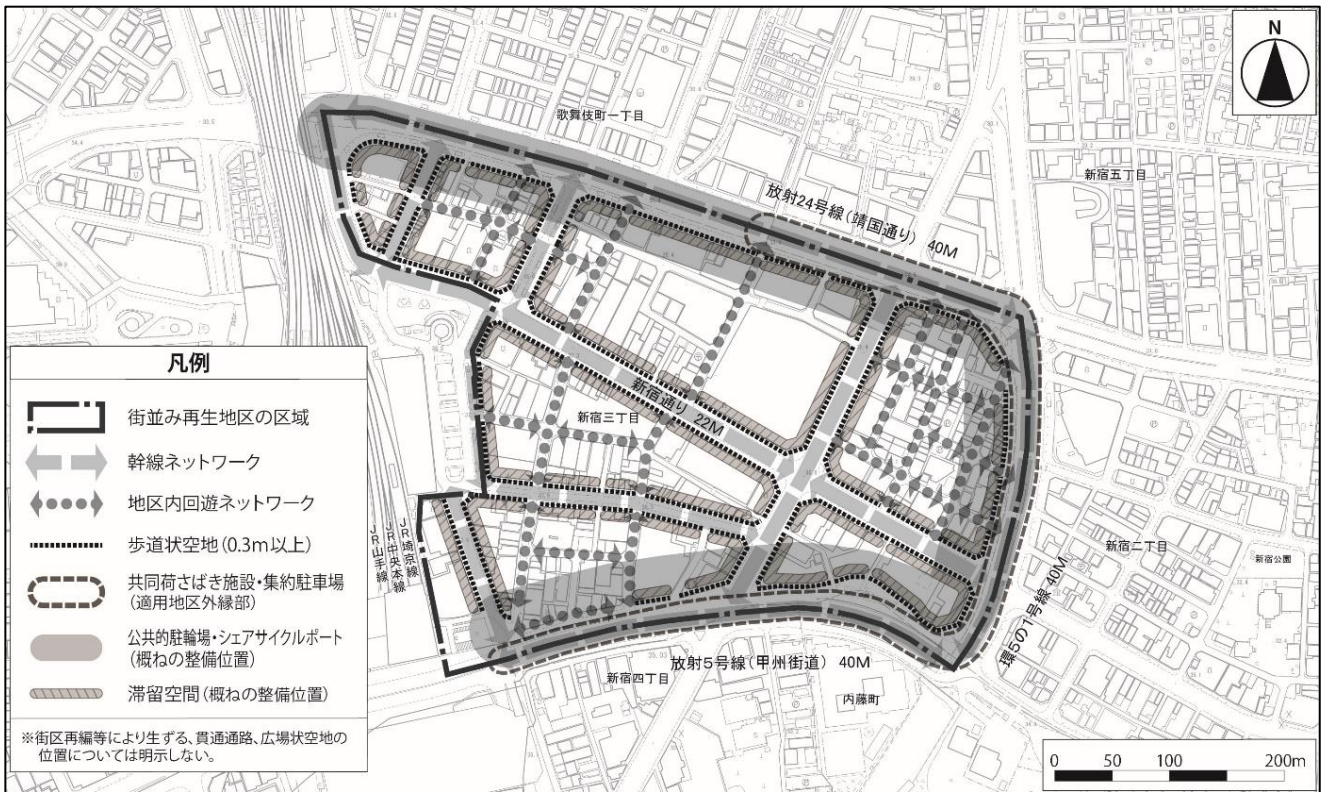 N
歌舞伎町一丁目
新宿五丁目
放射24号線(靖国通り) 40M
新宿通り 22M
新宿三丁目
凡例
街並み再生地区の区域
幹線ネットワーク
地区内回遊ネットワーク
歩道状空地(0.3m以上)
共同荷さばき施設・集約駐車場
(適用地区外縁部)
公共的駐輪場・シェアサイクルポート
(概ねの整備位置)
滞留空間(概ねの整備位置)
※街区再編等により生ずる、貫通通路、広場状空地の
位置については明示しない。
JR山手線
JR中央本線
JR埼京線
新宿二丁目
新宿公園
環5の1号線 40M
放射5号線(甲州街道) 40M
新宿四丁目
内藤町
0 50 100 200m